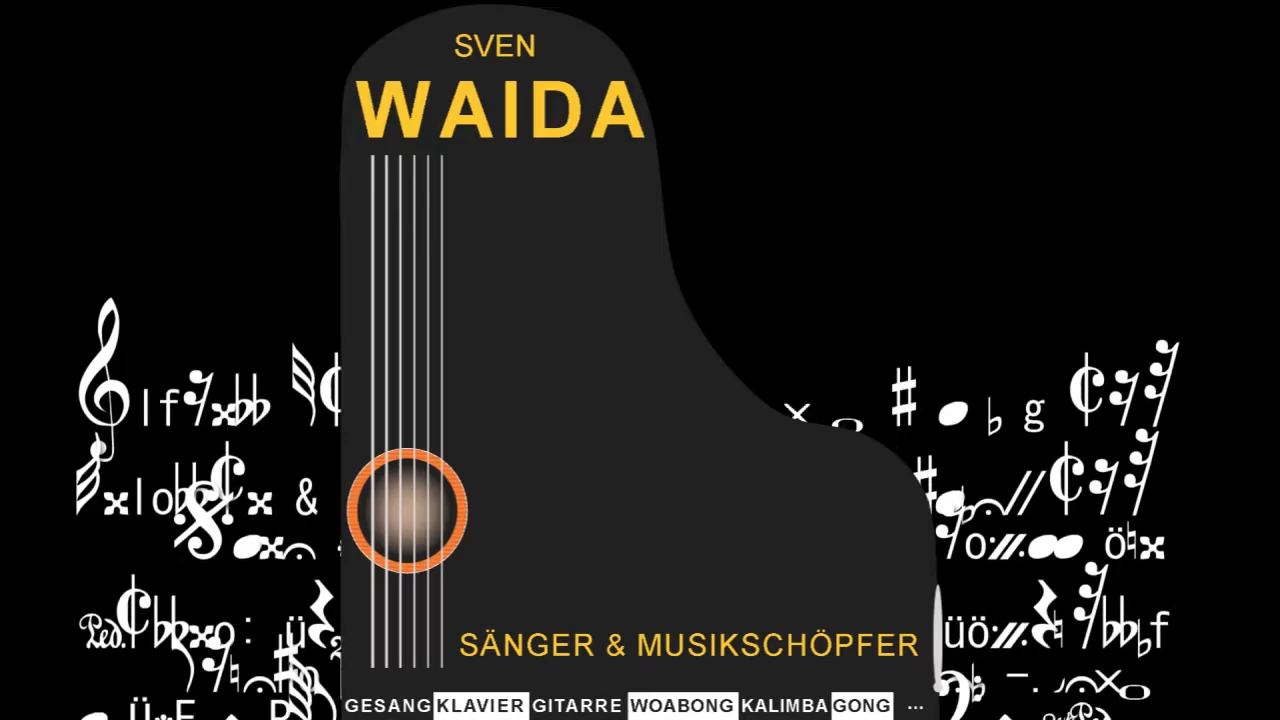 SVEN
WAIDA
SÄNGER & MUSIKSCHÖPFER
GESANG KLAVIER GITARRE WOABONG KALIMBA GONG ...